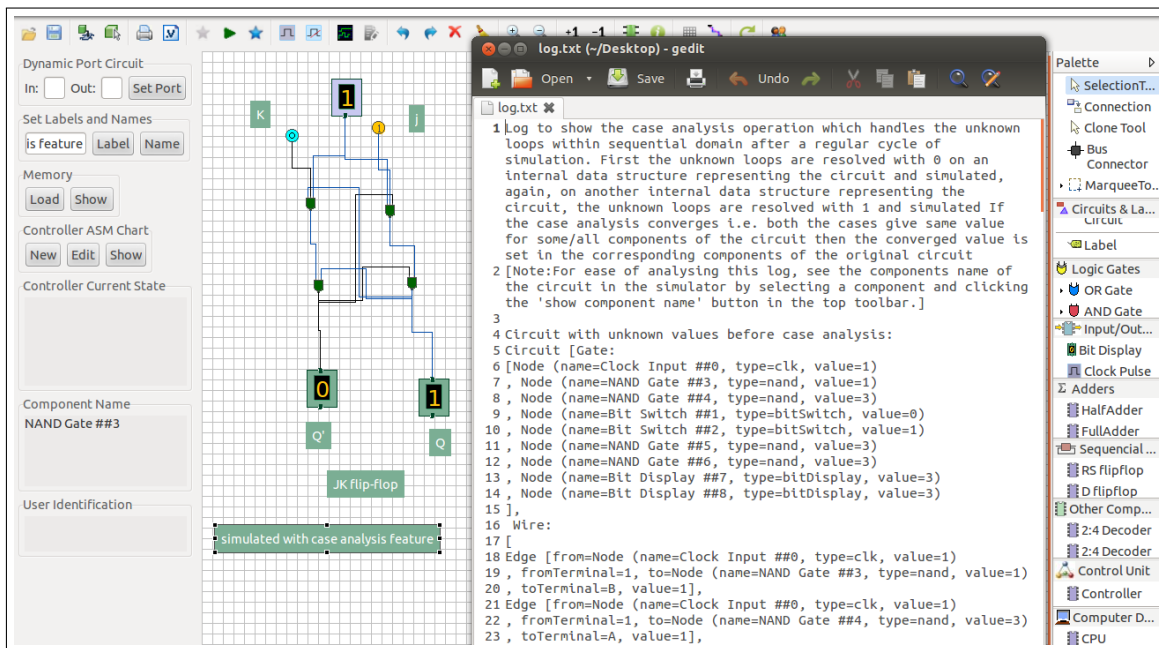 +1 -1
log.txt (~/Desktop) - gedit
Open Save Undo
log.txt
Dynamic Port Circuit
In: Out: Set Port
Set Labels and Names
is feature Label Name
Memory
Load Show
Controller ASM Chart
New Edit Show
Controller Current State
Component Name
NAND Gate ##3
User Identification
1
K
j
0
1
Q'
Q
JK flip-flop
simulated with case analysis feature
1 Log to show the case analysis operation which handles the unknown
loops within sequential domain after a regular cycle of
simulation. First the unknown loops are resolved with 0 on an
internal data structure representing the circuit and simulated,
again, on another internal data structure representing the
circuit, the unknown loops are resolved with 1 and simulated If
the case analysis converges i.e. both the cases give same value
for some/all components of the circuit then the converged value is
set in the corresponding components of the original circuit
2 [Note:For ease of analysing this log, see the components name of
the circuit in the simulator by selecting a component and clicking
the 'show component name' button in the top toolbar.]
3
4 Circuit with unknown values before case analysis:
5 Circuit [Gate:
6 [Node (name=Clock Input ##0, type=clk, value=1)
7 , Node (name=NAND Gate ##3, type=nand, value=1)
8 , Node (name=NAND Gate ##4, type=nand, value=3)
9 , Node (name=Bit Switch ##1, type=bitSwitch, value=0)
10 , Node (name=Bit Switch ##2, type=bitSwitch, value=1)
11 , Node (name=NAND Gate ##5, type=nand, value=3)
12 , Node (name=NAND Gate ##6, type=nand, value=3)
13 , Node (name=Bit Display ##7, type=bitDisplay, value=3)
14 , Node (name=Bit Display ##8, type=bitDisplay, value=3)
15 ],
16 Wire:
17 [
18 Edge [from=Node (name=Clock Input ##0, type=clk, value=1)
19 , fromTerminal=1, to=Node (name=NAND Gate ##3, type=nand, value=1)
20 , toTerminal=B, value=1],
21 Edge [from=Node (name=Clock Input ##0, type=clk, value=1)
22 , fromTerminal=1, to=Node (name=NAND Gate ##4, type=nand, value=3)
23 , toTerminal=A, value=1],
Palette
SelectionT...
Connection
Clone Tool
Bus
Connector
MarqueeTo...
Circuits & La...
Circuit
Label
Logic Gates
OR Gate
AND Gate
Input/Out...
Bit Display
Clock Pulse
Σ Adders
HalfAdder
FullAdder
Sequential ...
RS flipflop
D flipflop
Other Comp...
2:4 Decoder
2:4 Decoder
Control Unit
Controller
Computer D...
CPU